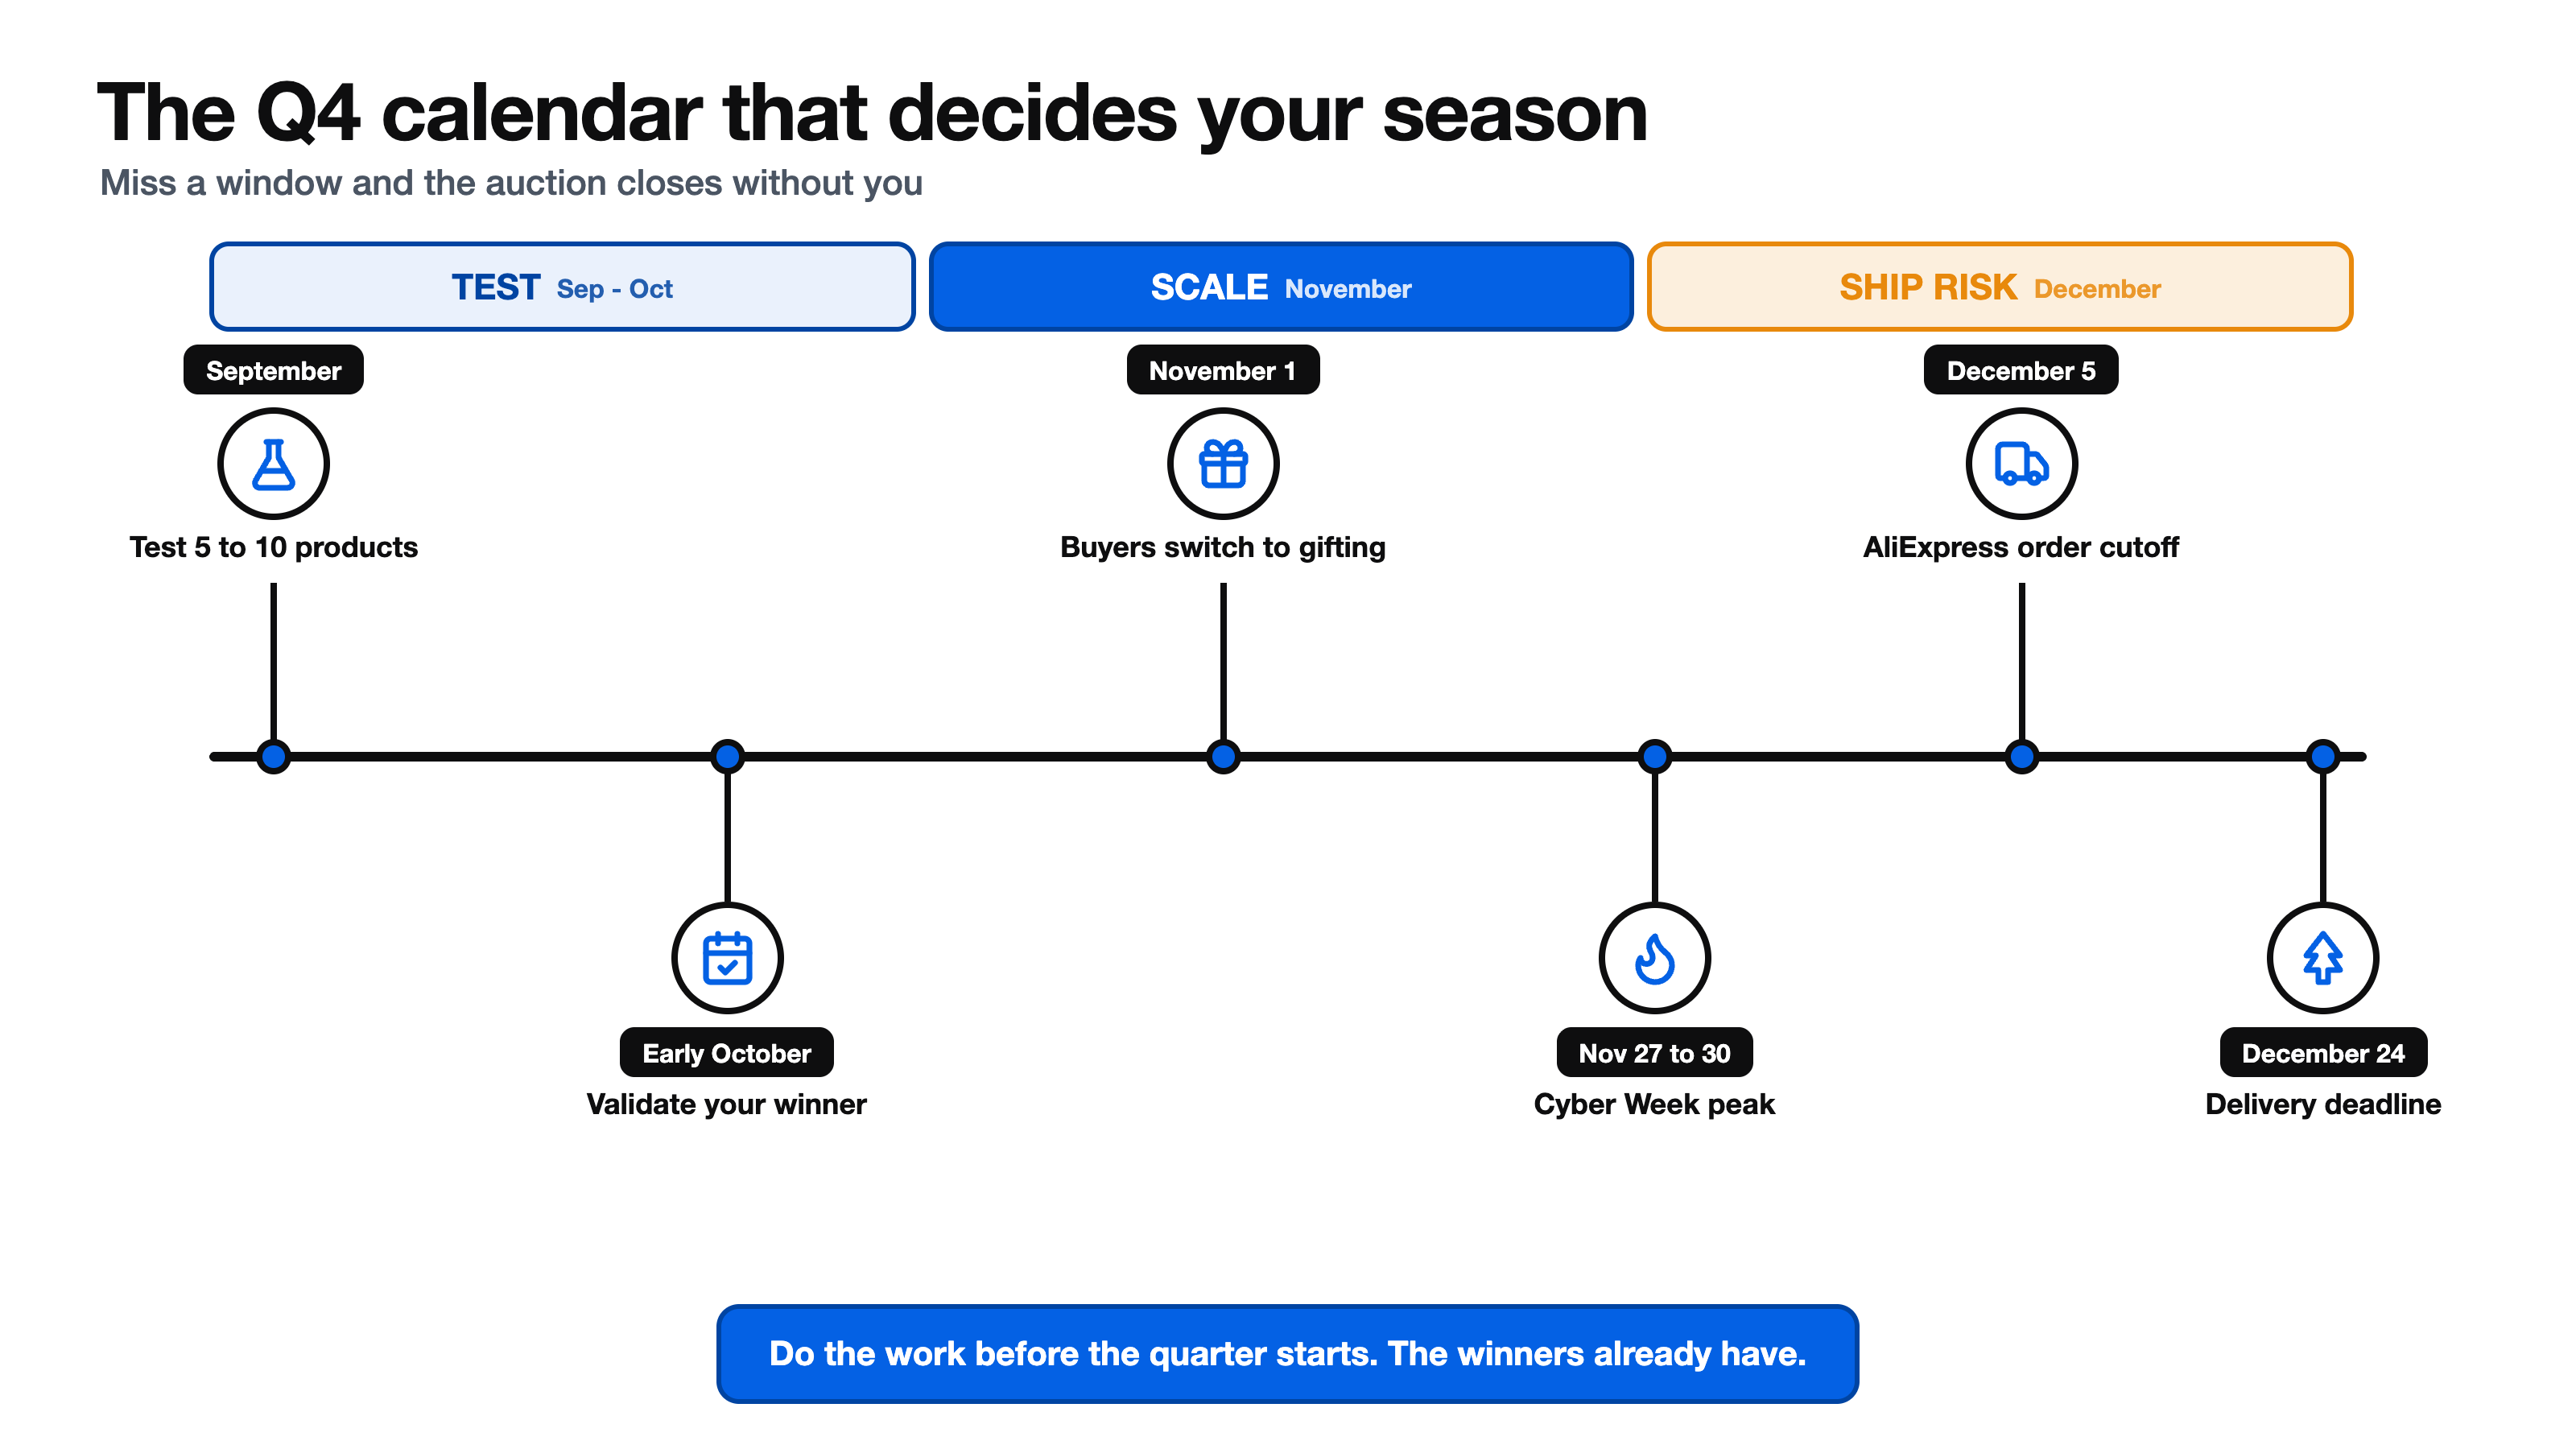 The Q4 calendar that decides your season
Miss a window and the auction closes without you
TEST Sep - Oct
SCALE November
SHIP RISK December
September
Test 5 to 10 products
November 1
Buyers switch to gifting
December 5
AliExpress order cutoff
Early October
Validate your winner
Nov 27 to 30
Cyber Week peak
December 24
Delivery deadline
Do the work before the quarter starts. The winners already have.